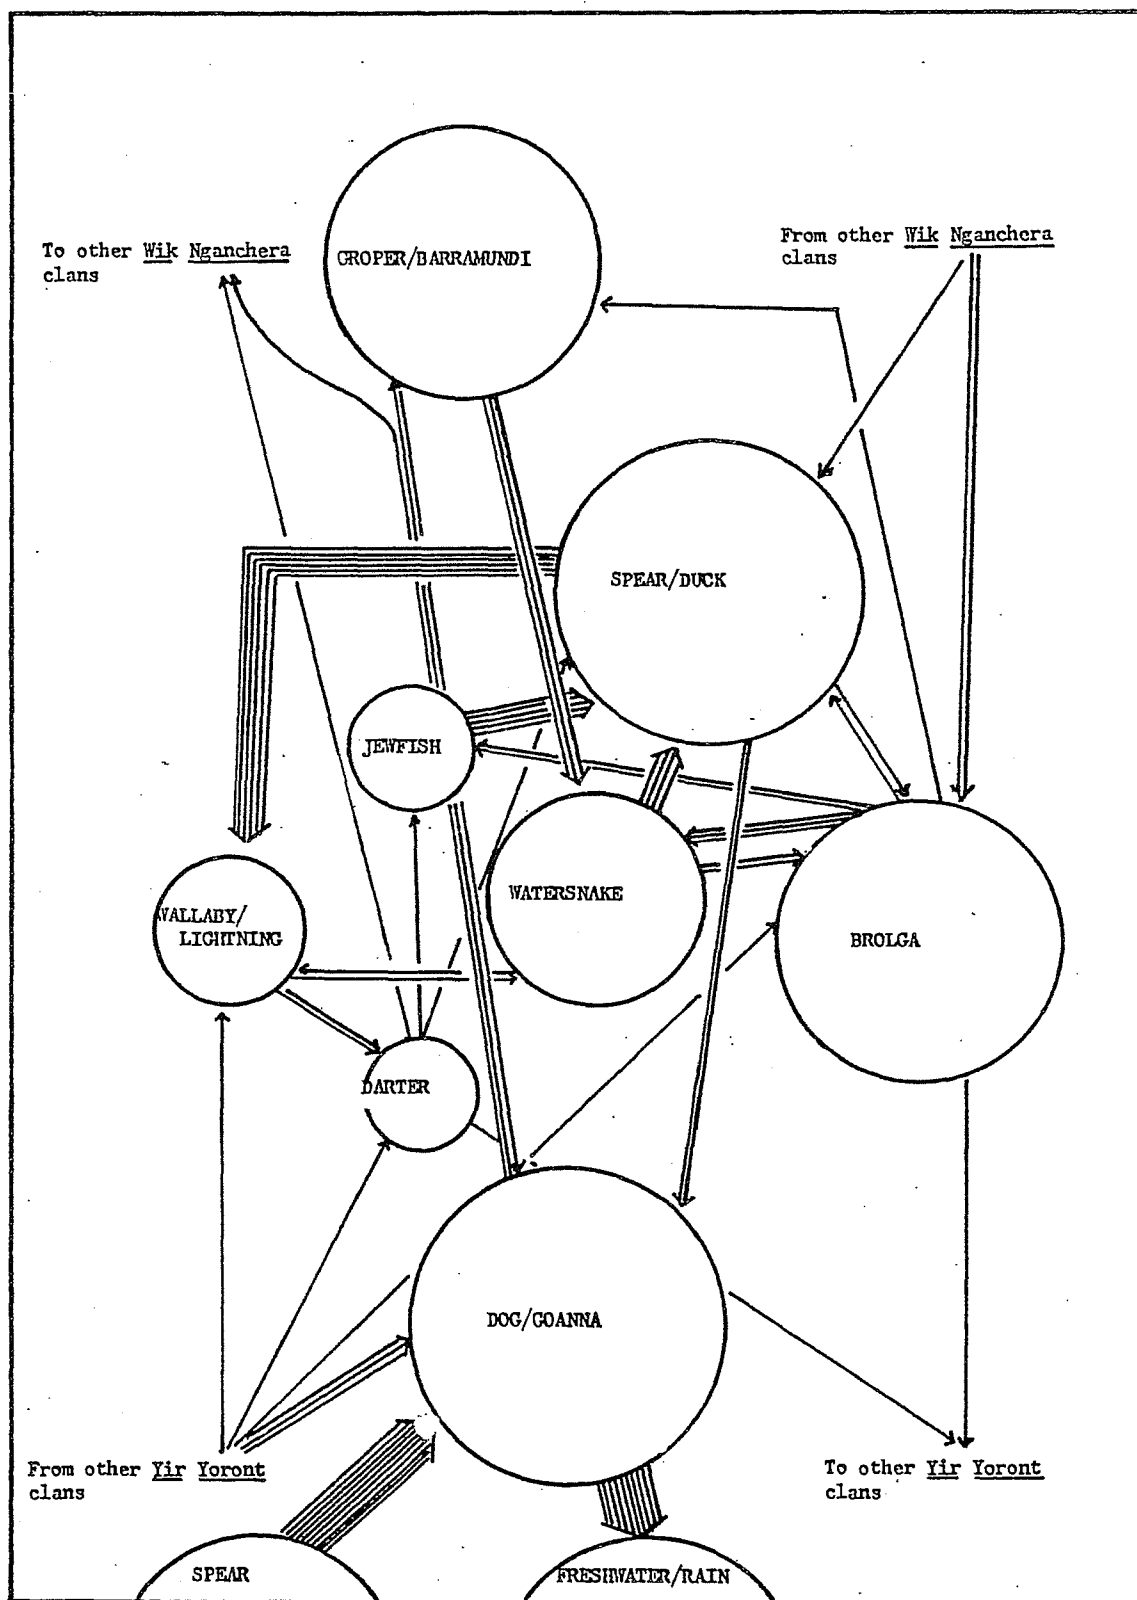 To other Wik Nganchera
clans
GROPER/BARRAMUNDI
From other Wik Nganchera
clans
SPEAR/DUCK
JEWFISH
WATERSNAKE
WALLABY/
LIGHTNING
BROLGA
DARTER
DOG/GOANNA
From other Yir Yoront
clans
To other Yir Yoront
clans
SPEAR
FRESHWATER/RAIN